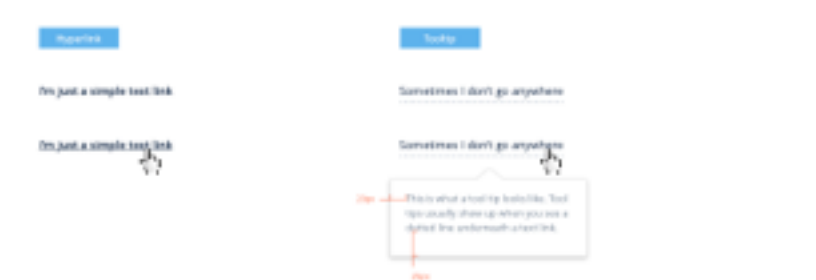 Hyperlink
Tooltip
I'm just a simple text link
Sometimes I don't go anywhere
I'm just a simple text link
Sometimes I don't go anywhere
This is what a tool tip looks like. Tool
tips usually show up when you see a
dotted line underneath a text link.